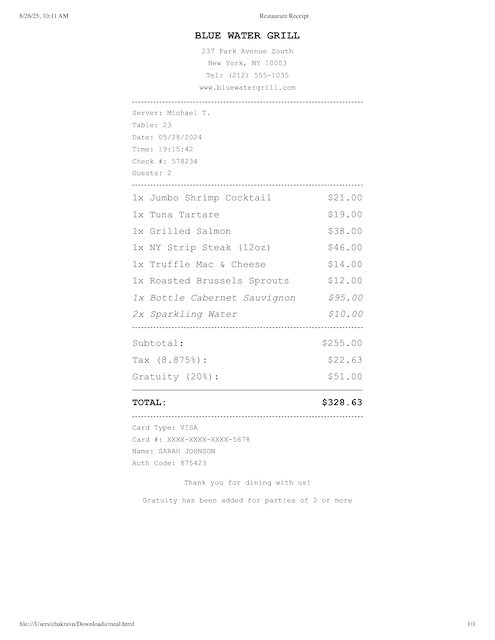 8/26/25, 10:11 AM Restaurant Receipt
BLUE WATER GRILL
237 Park Avenue South
New York, NY 10003
Tel: (212) 555-1035
www.bluewatergrill.com
Server: Michael T.
Table: 23
Date: 05/28/2024
Time: 19:15:42
Check #: 578234
Guests: 2
1x Jumbo Shrimp Cocktail $21.00
1x Tuna Tartare $19.00
1x Grilled Salmon $38.00
1x NY Strip Steak (12oz) $46.00
1x Truffle Mac & Cheese $14.00
1x Roasted Brussels Sprouts $12.00
1x Bottle Cabernet Sauvignon $95.00
2x Sparkling Water $10.00
Subtotal: $255.00
Tax (8.875%): $22.63
Gratuity (20%): $51.00
TOTAL: $328.63
Card Type: VISA
Card #: XXXX-XXXX-XXXX-5678
Name: SARAH JOHNSON
Auth Code: 875423
Thank you for dining with us!
Gratuity has been added for parties of 2 or more
file:///Users/chakravn/Downloads/meal.html 1/1